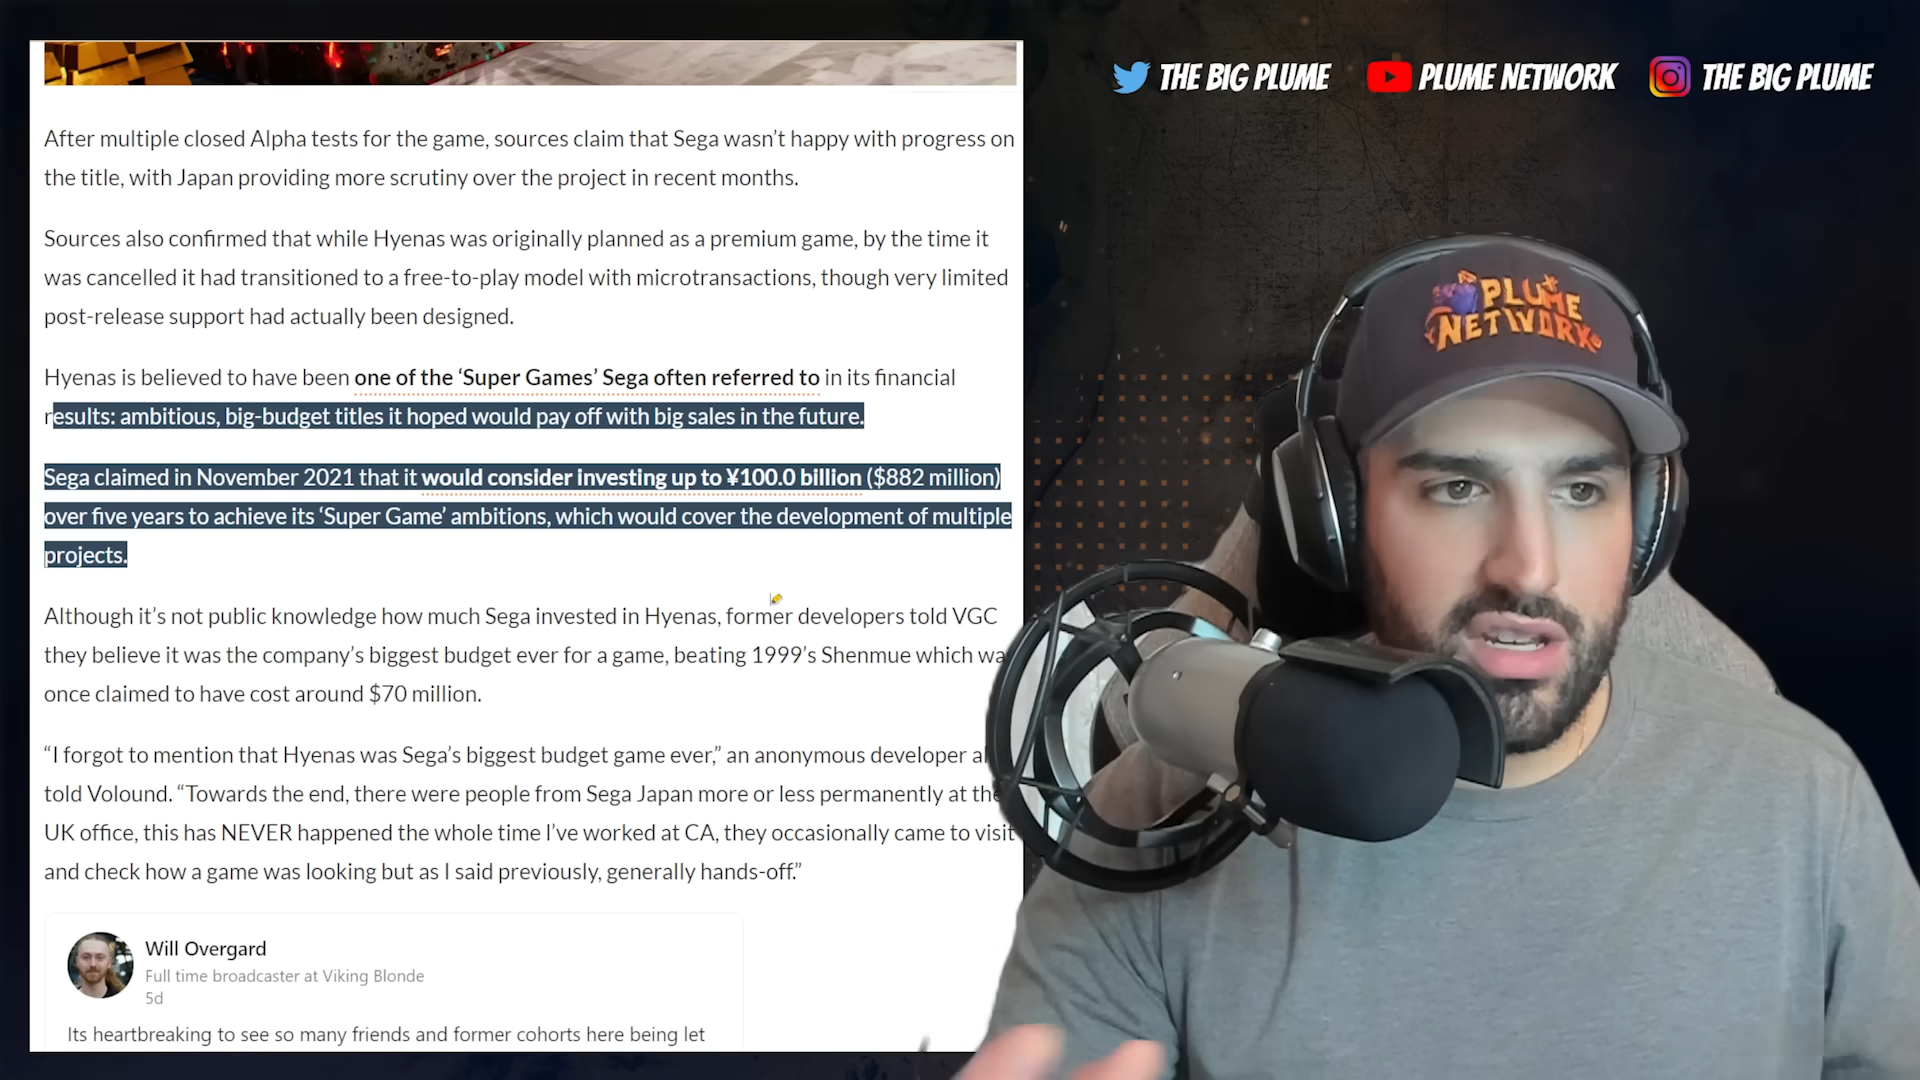 THE BIG PLUME
PLUME NETWORK
THE BIG PLUME
After multiple closed Alpha tests for the game, sources claim that Sega wasn’t happy with progress on
the title, with Japan providing more scrutiny over the project in recent months.
Sources also confirmed that while Hyenas was originally planned as a premium game, by the time it
was cancelled it had transitioned to a free-to-play model with microtransactions, though very limited
post-release support had actually been designed.
Hyenas is believed to have been one of the ‘Super Games’ Sega often referred to in its financial
results: ambitious, big-budget titles it hoped would pay off with big sales in the future.
Sega claimed in November 2021 that it would consider investing up to ¥100.0 billion ($882 million)
over five years to achieve its ‘Super Game’ ambitions, which would cover the development of multiple
projects.
Although it’s not public knowledge how much Sega invested in Hyenas, former developers told VGC
they believe it was the company’s biggest budget ever for a game, beating 1999’s Shenmue which wa
once claimed to have cost around $70 million.
“I forgot to mention that Hyenas was Sega’s biggest budget game ever,” an anonymous developer al
told Volound. “Towards the end, there were people from Sega Japan more or less permanently at the
UK office, this has NEVER happened the whole time I’ve worked at CA, they occasionally came to visit
and check how a game was looking but as I said previously, generally hands-off.”
Will Overgard
Full time broadcaster at Viking Blonde
5d
Its heartbreaking to see so many friends and former cohorts here being let
PLUME
NETWORK